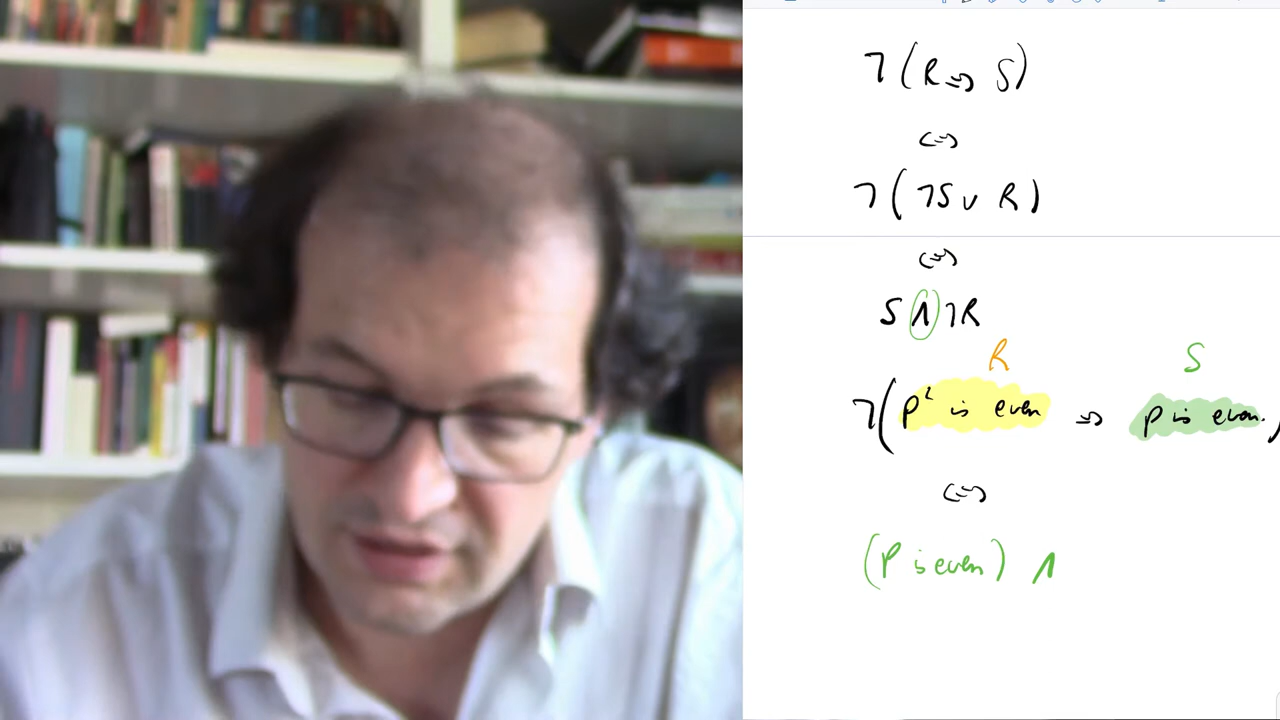 ¬(R ⇒ S)
⇔
¬(¬S ∨ R)
⇔
S ∧ ¬R
R S
¬(p² is even ⇒ p is even.)
⇔
(p is even) ∧